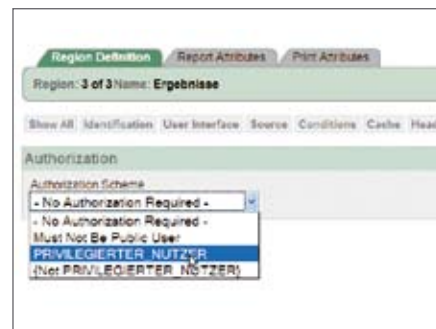 Region Definition Report Attributes Print Attributes
Region: 3 of 3 Name: Ergebnisse
Show All Identification User Interface Source Conditions Cache Head
Authorization
Authorization Scheme
- No Authorization Required -
- No Authorization Required -
Must Not Be Public User
PRIVILEGIERTER_NUTZER
{Not PRIVILEGIERTER_NUTZER}